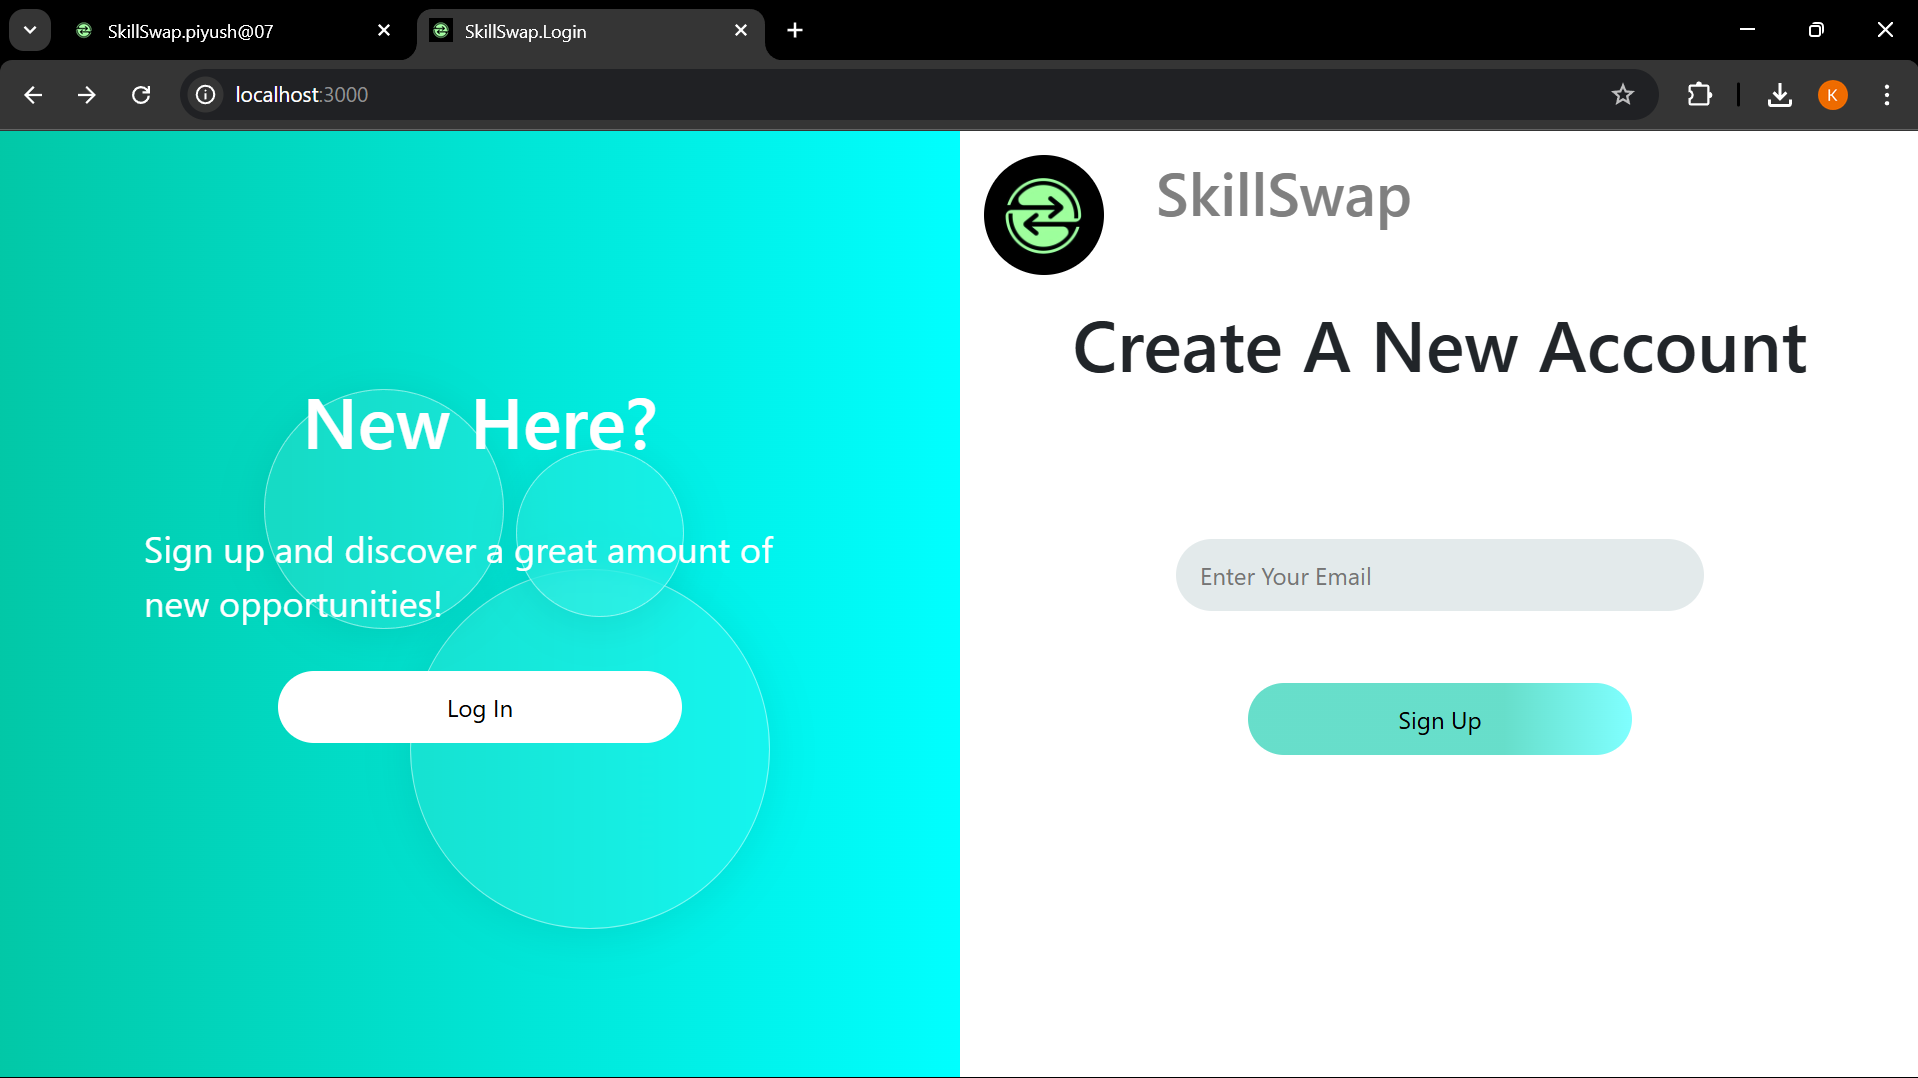 SkillSwap.piyush@07
SkillSwap.Login
localhost:3000
K
SkillSwap
Create A New Account
New Here?
Sign up and discover a great amount of
new opportunities!
Log In
Enter Your Email
Sign Up